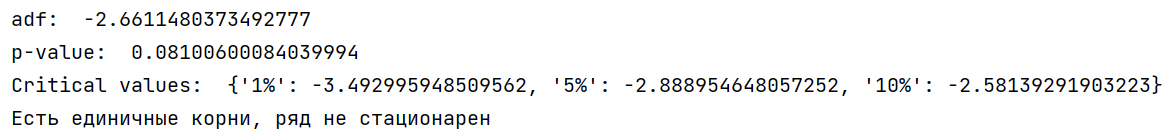 adf:  -2.6611480373492777
p-value:  0.08100600084039994
Critical values:  {'1%': -3.492995948509562, '5%': -2.888954648057252, '10%': -2.58139291903223}
Есть единичные корни, ряд не стационарен